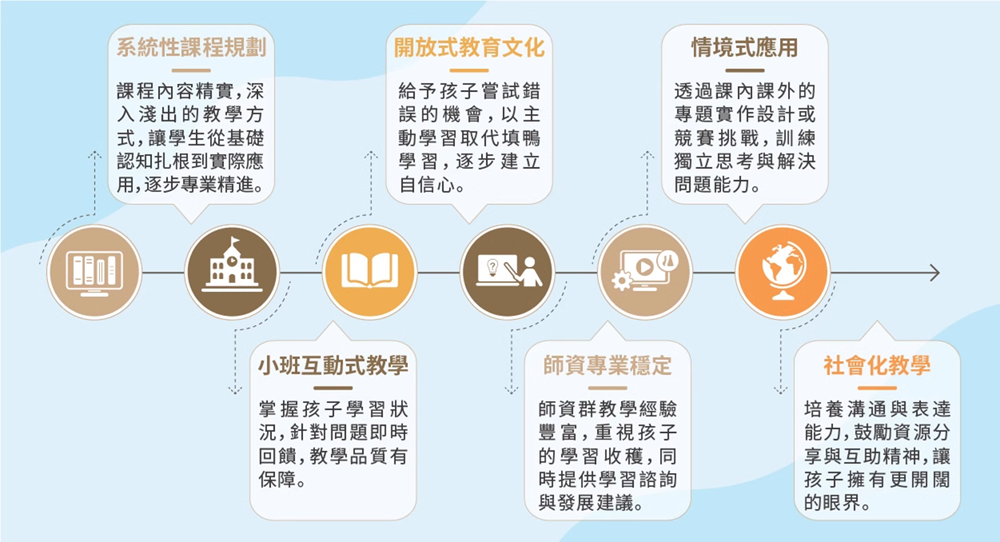 系統性課程規劃
課程內容精實，深
入淺出的教學方
式，讓學生從基礎
認知扎根到實際應
用，逐步專業精進。
開放式教育文化
給予孩子嘗試錯
誤的機會，以主
動學習取代填鴨
學習，逐步建立
自信心。
情境式應用
透過課內課外的
專題實作設計或
競賽挑戰，訓練
獨立思考與解決
問題能力。
小班互動式教學
掌握孩子學習狀
況，針對問題即時
回饋，教學品質有
保障。
師資專業穩定
師資群教學經驗
豐富，重視孩子
的學習收穫，同
時提供學習諮詢
與發展建議。
社會化教學
培養溝通與表達
能力，鼓勵資源分
享與互助精神，讓
孩子擁有更開闊
的眼界。